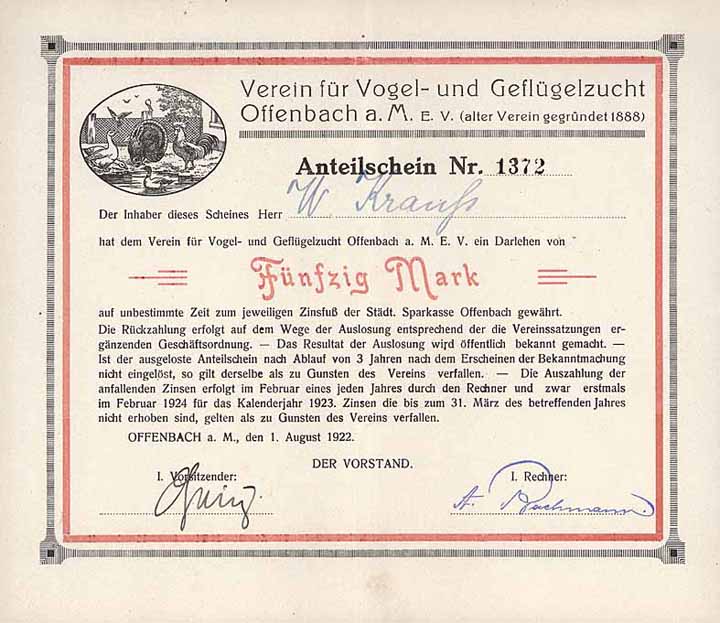 Verein für Vogel- und Geflügelzucht
Offenbach a. M. E. V. (alter Verein gegründet 1888)
Anteilschein Nr. 1372
Der Inhaber dieses Scheines Herr W. Krauss
hat dem Verein für Vogel- und Geflügelzucht Offenbach a. M. E. V. ein Darlehen von
Fünfzig Mark
auf unbestimmte Zeit zum jeweiligen Zinsfuß der Städt. Sparkasse Offenbach gewährt.
Die Rückzahlung erfolgt auf dem Wege der Auslosung entsprechend der die Vereinssatzungen er-
gänzenden Geschäftsordnung. — Das Resultat der Auslosung wird öffentlich bekannt gemacht. —
Ist der ausgeloste Anteilschein nach Ablauf von 3 Jahren nach dem Erscheinen der Bekanntmachung
nicht eingelöst, so gilt derselbe als zu Gunsten des Vereins verfallen. — Die Auszahlung der
anfallenden Zinsen erfolgt im Februar eines jeden Jahres durch den Rechner und zwar erstmals
im Februar 1924 für das Kalenderjahr 1923. Zinsen die bis zum 31. März des betreffenden Jahres
nicht erhoben sind, gelten als zu Gunsten des Vereins verfallen.
OFFENBACH a. M., den 1. August 1922.
DER VORSTAND.
I. Vorsitzender: I. Rechner:
A. Bachmann.